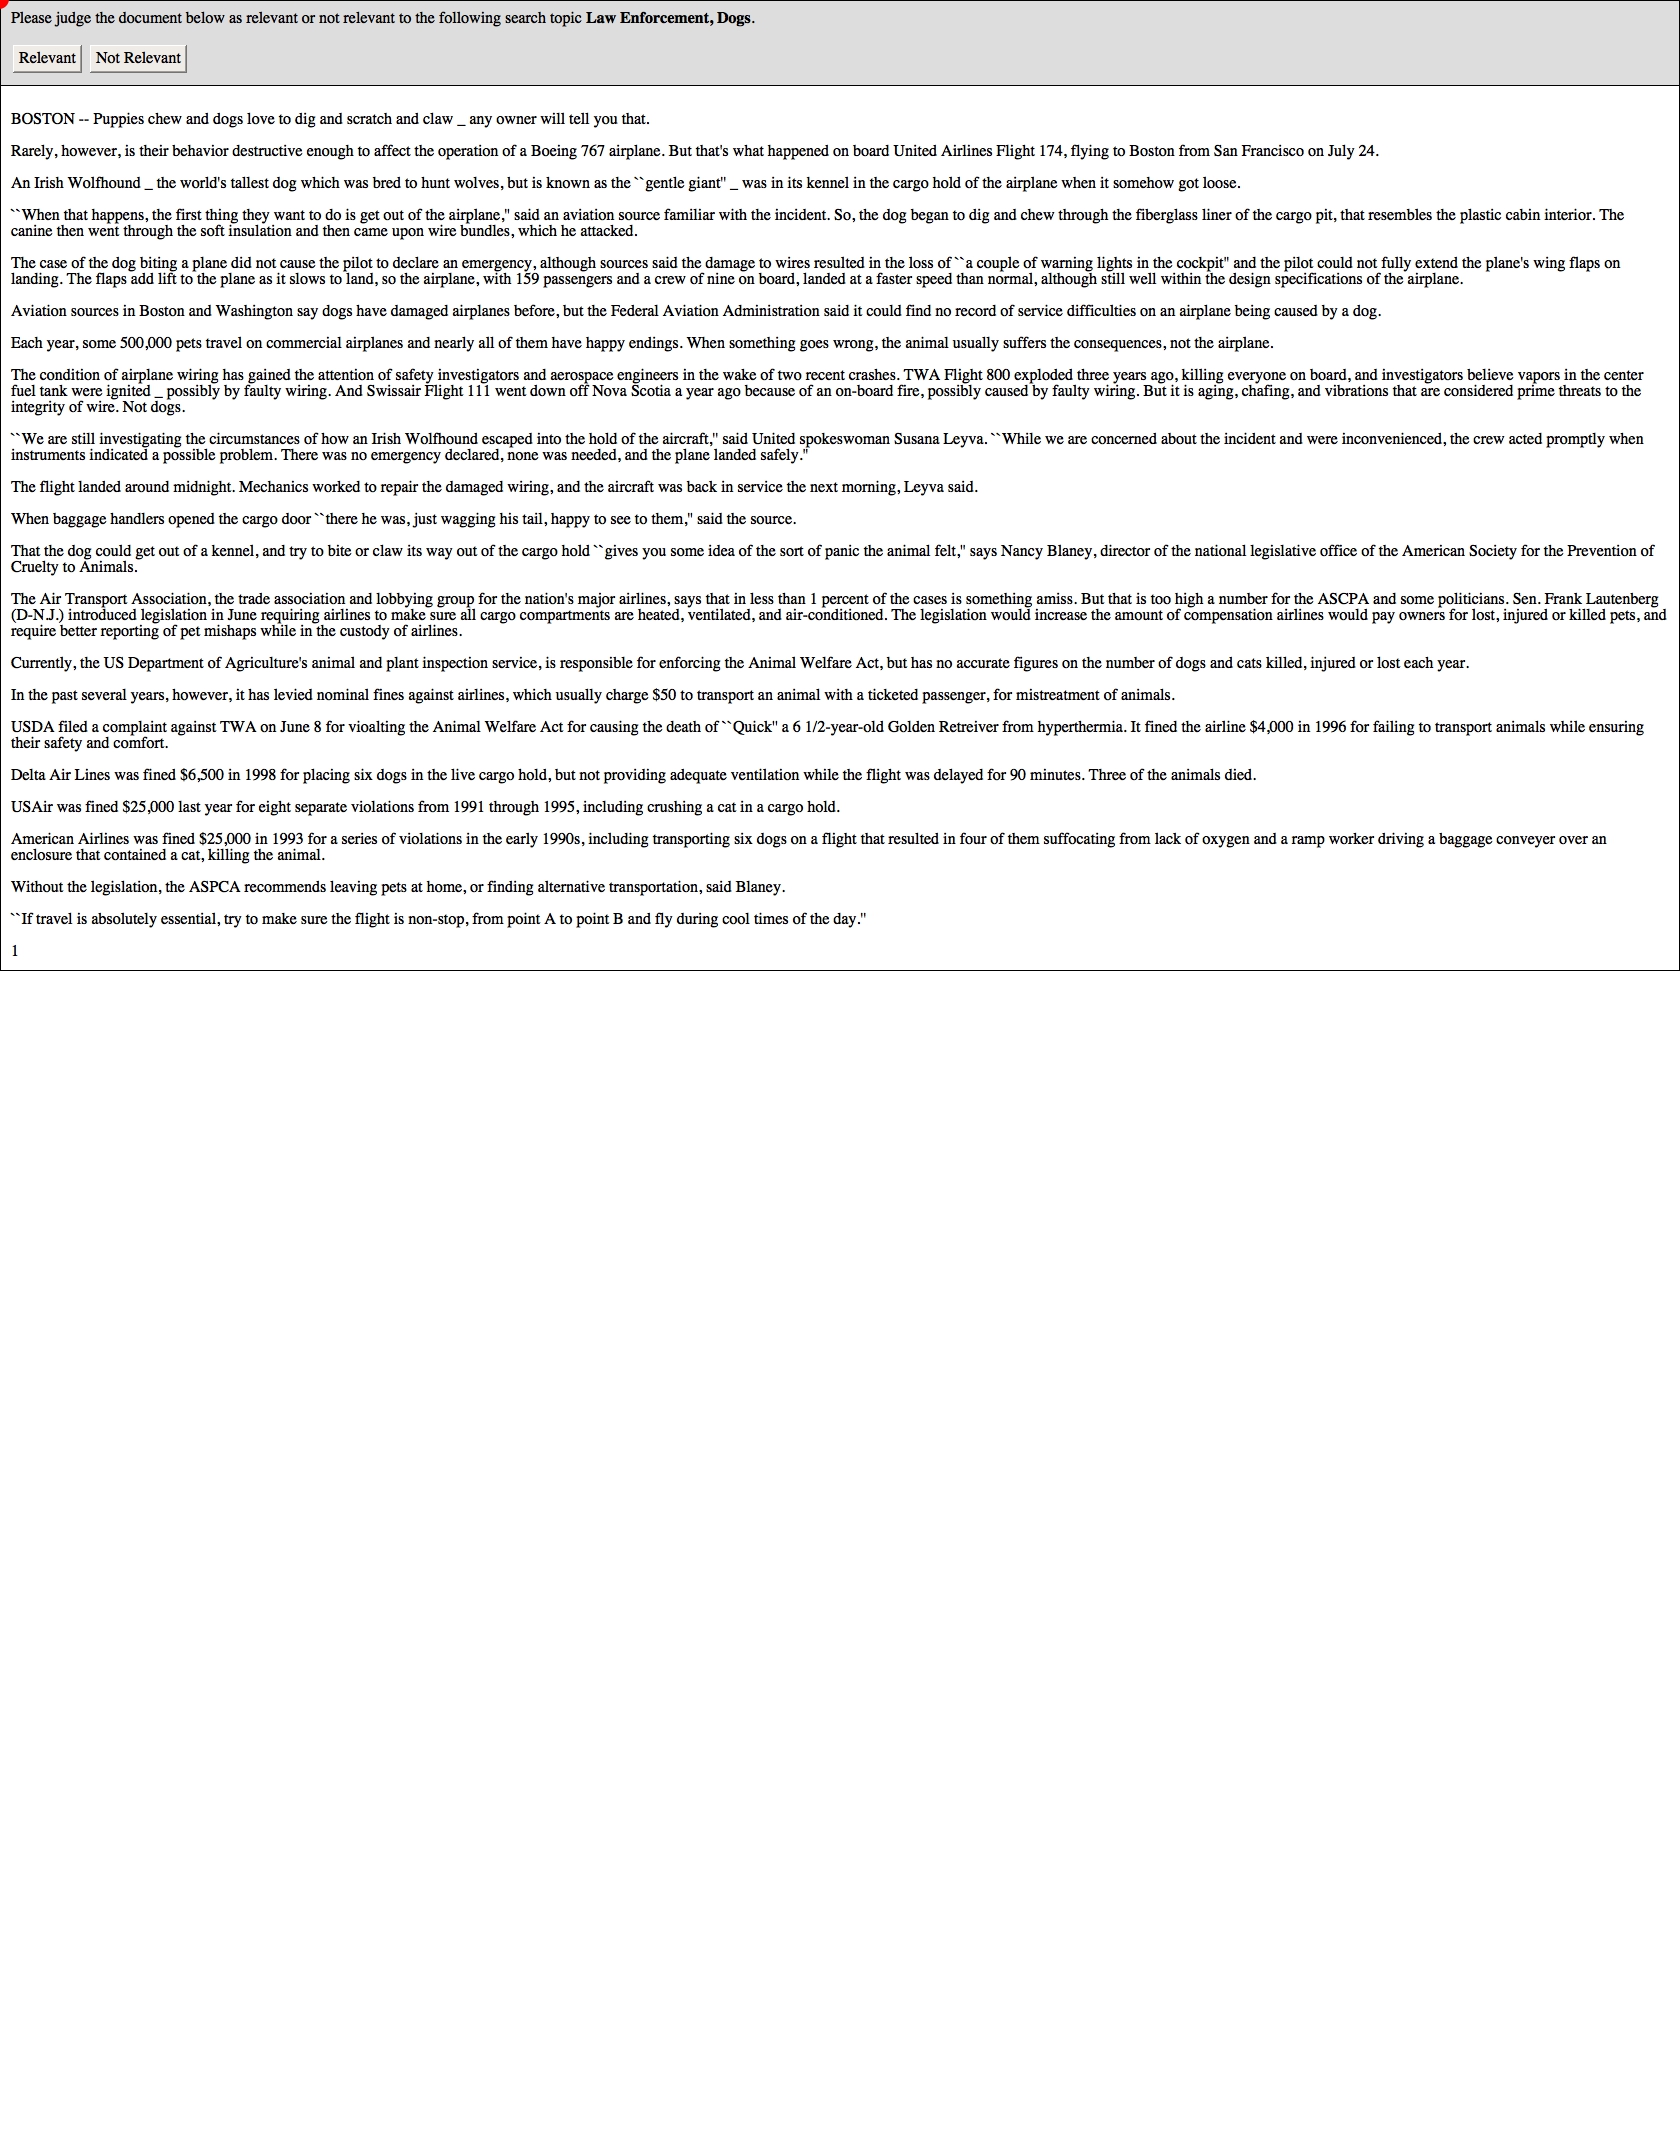 Please judge the document below as relevant or not relevant to the following search topic Law Enforcement, Dogs.
Relevant Not Relevant
BOSTON -- Puppies chew and dogs love to dig and scratch and claw _ any owner will tell you that.
Rarely, however, is their behavior destructive enough to affect the operation of a Boeing 767 airplane. But that's what happened on board United Airlines Flight 174, flying to Boston from San Francisco on July 24.
An Irish Wolfhound _ the world's tallest dog which was bred to hunt wolves, but is known as the ``gentle giant'' _ was in its kennel in the cargo hold of the airplane when it somehow got loose.
``When that happens, the first thing they want to do is get out of the airplane,'' said an aviation source familiar with the incident. So, the dog began to dig and chew through the fiberglass liner of the cargo pit, that resembles the plastic cabin interior. The
canine then went through the soft insulation and then came upon wire bundles, which he attacked.
The case of the dog biting a plane did not cause the pilot to declare an emergency, although sources said the damage to wires resulted in the loss of ``a couple of warning lights in the cockpit'' and the pilot could not fully extend the plane's wing flaps on
landing. The flaps add lift to the plane as it slows to land, so the airplane, with 159 passengers and a crew of nine on board, landed at a faster speed than normal, although still well within the design specifications of the airplane.
Aviation sources in Boston and Washington say dogs have damaged airplanes before, but the Federal Aviation Administration said it could find no record of service difficulties on an airplane being caused by a dog.
Each year, some 500,000 pets travel on commercial airplanes and nearly all of them have happy endings. When something goes wrong, the animal usually suffers the consequences, not the airplane.
The condition of airplane wiring has gained the attention of safety investigators and aerospace engineers in the wake of two recent crashes. TWA Flight 800 exploded three years ago, killing everyone on board, and investigators believe vapors in the center
fuel tank were ignited _ possibly by faulty wiring. And Swissair Flight 111 went down off Nova Scotia a year ago because of an on-board fire, possibly caused by faulty wiring. But it is aging, chafing, and vibrations that are considered prime threats to the
integrity of wire. Not dogs.
``We are still investigating the circumstances of how an Irish Wolfhound escaped into the hold of the aircraft,'' said United spokeswoman Susana Leyva. ``While we are concerned about the incident and were inconvenienced, the crew acted promptly when
instruments indicated a possible problem. There was no emergency declared, none was needed, and the plane landed safely.''
The flight landed around midnight. Mechanics worked to repair the damaged wiring, and the aircraft was back in service the next morning, Leyva said.
When baggage handlers opened the cargo door ``there he was, just wagging his tail, happy to see to them,'' said the source.
That the dog could get out of a kennel, and try to bite or claw its way out of the cargo hold ``gives you some idea of the sort of panic the animal felt,'' says Nancy Blaney, director of the national legislative office of the American Society for the Prevention of
Cruelty to Animals.
The Air Transport Association, the trade association and lobbying group for the nation's major airlines, says that in less than 1 percent of the cases is something amiss. But that is too high a number for the ASCPA and some politicians. Sen. Frank Lautenberg
(D-N.J.) introduced legislation in June requiring airlines to make sure all cargo compartments are heated, ventilated, and air-conditioned. The legislation would increase the amount of compensation airlines would pay owners for lost, injured or killed pets, and
require better reporting of pet mishaps while in the custody of airlines.
Currently, the US Department of Agriculture's animal and plant inspection service, is responsible for enforcing the Animal Welfare Act, but has no accurate figures on the number of dogs and cats killed, injured or lost each year.
In the past several years, however, it has levied nominal fines against airlines, which usually charge $50 to transport an animal with a ticketed passenger, for mistreatment of animals.
USDA filed a complaint against TWA on June 8 for vioalting the Animal Welfare Act for causing the death of ``Quick'' a 6 1/2-year-old Golden Retreiver from hyperthermia. It fined the airline $4,000 in 1996 for failing to transport animals while ensuring
their safety and comfort.
Delta Air Lines was fined $6,500 in 1998 for placing six dogs in the live cargo hold, but not providing adequate ventilation while the flight was delayed for 90 minutes. Three of the animals died.
USAir was fined $25,000 last year for eight separate violations from 1991 through 1995, including crushing a cat in a cargo hold.
American Airlines was fined $25,000 in 1993 for a series of violations in the early 1990s, including transporting six dogs on a flight that resulted in four of them suffocating from lack of oxygen and a ramp worker driving a baggage conveyer over an
enclosure that contained a cat, killing the animal.
Without the legislation, the ASPCA recommends leaving pets at home, or finding alternative transportation, said Blaney.
``If travel is absolutely essential, try to make sure the flight is non-stop, from point A to point B and fly during cool times of the day.''
1